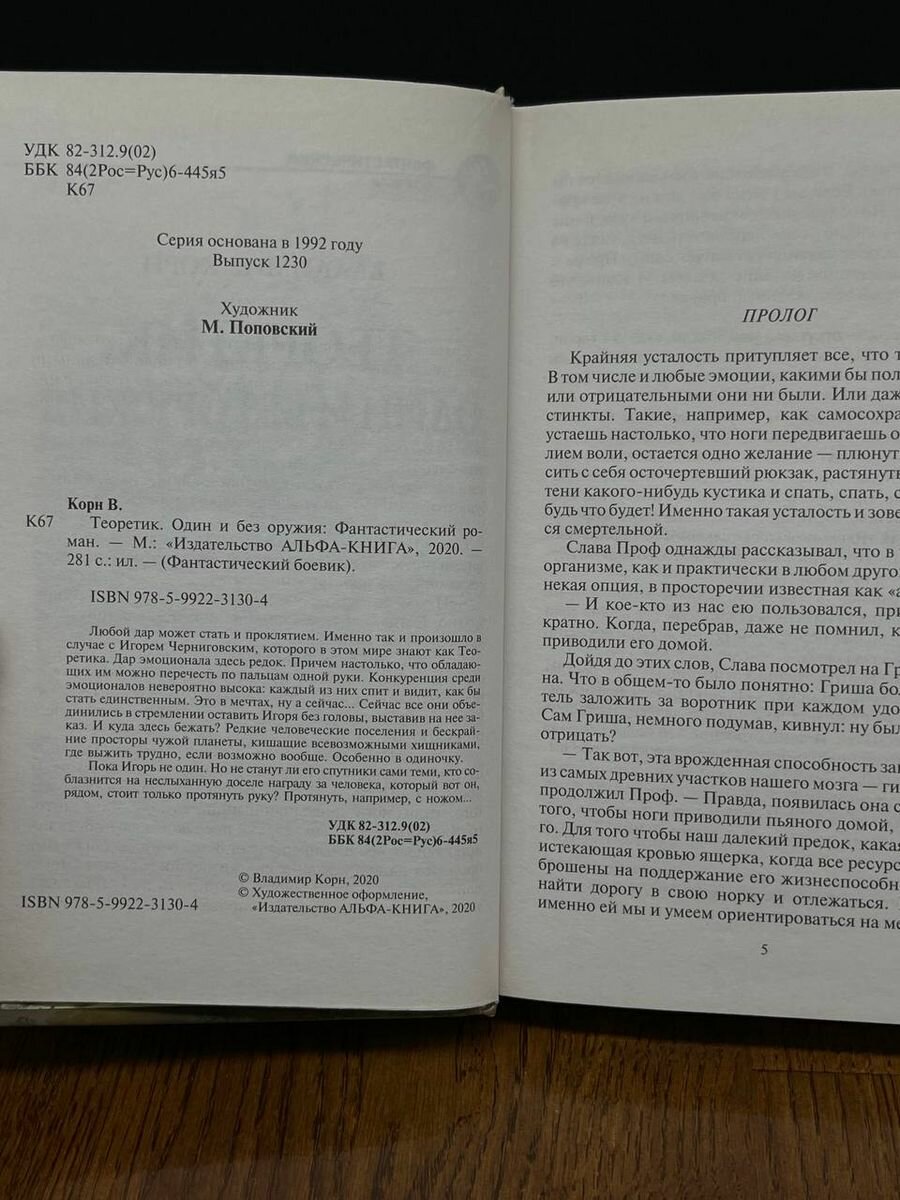 УДК 82-312.9(02)
ББК 84(2Рос=Рус)6-445я5
К67
Серия основана в 1992 году
Выпуск 1230
Художник
М. Поповский
Корн В.
К67 Теоретик. Один и без оружия: Фантастический ро-
ман. — М.: «Издательство АЛЬФА-КНИГА», 2020. —
281 с.: ил. — (Фантастический боевик).
ISBN 978-5-9922-3130-4
Любой дар может стать и проклятием. Именно так и произошло в
случае с Игорем Черниговским, которого в этом мире знают как Тео-
ретика. Дар эмоционала здесь редок. Причем настолько, что обладаю-
щих им можно перечесть по пальцам одной руки. Конкуренция среди
эмоционалов невероятно высока: каждый из них спит и видит, как бы
стать единственным. Это в мечтах, ну а сейчас... Сейчас все они объе-
динились в стремлении оставить Игоря без головы, выставив на нее за-
каз. И куда здесь бежать? Редкие человеческие поселения и бескрай-
ние просторы чужой планеты, кишащие всевозможными хищниками,
где выжить трудно, если возможно вообще. Особенно в одиночку.
Пока Игорь не один. Но не станут ли его спутники сами теми, кто со-
блазнится на неслыханную доселе награду за человека, который вот он,
рядом, стоит только протянуть руку? Протянуть, например, с ножом...
УДК 82-312.9(02)
ББК 84(2Рос=Рус)6-445я5
© Владимир Корн, 2020
© Художественное оформление,
ISBN 978-5-9922-3130-4 «Издательство АЛЬФА-КНИГА», 2020
ПРОЛОГ
Крайняя усталость притупляет все, что т
В том числе и любые эмоции, какими бы пол
или отрицательными они ни были. Или даж
стинкты. Такие, например, как самосохра
устаешь настолько, что ноги передвигаешь о
лием воли, остается одно желание — плюнут
сить с себя осточертевший рюкзак, растянуть
тени какого-нибудь кустика и спать, спать, с
будь что будет! Именно такая усталость и зове
ся смертельной.
Слава Проф однажды рассказывал, что в
организме, как и практически в любом друго
некая опция, в просторечии известная как «а
— И кое-кто из нас ею пользовался, при
кратно. Когда, перебрав, даже не помнил, к
приводили его домой.
Дойдя до этих слов, Слава посмотрел на Гр
на. Что в общем-то было понятно: Гриша бол
тель заложить за воротник при каждом удо
Сам Гриша, немного подумав, кивнул: ну был
отрицать?
— Так вот, эта врожденная способность за
из самых древних участков нашего мозга — ги
продолжил Проф. — Правда, появилась она с
того, чтобы ноги приводили пьяного домой,
го. Для того чтобы наш далекий предок, кака
истекающая кровью ящерка, когда все ресур
брошены на поддержание его жизнеспособн
найти дорогу в свою норку и отлежаться.
именно ей мы и умеем ориентироваться на ме
5